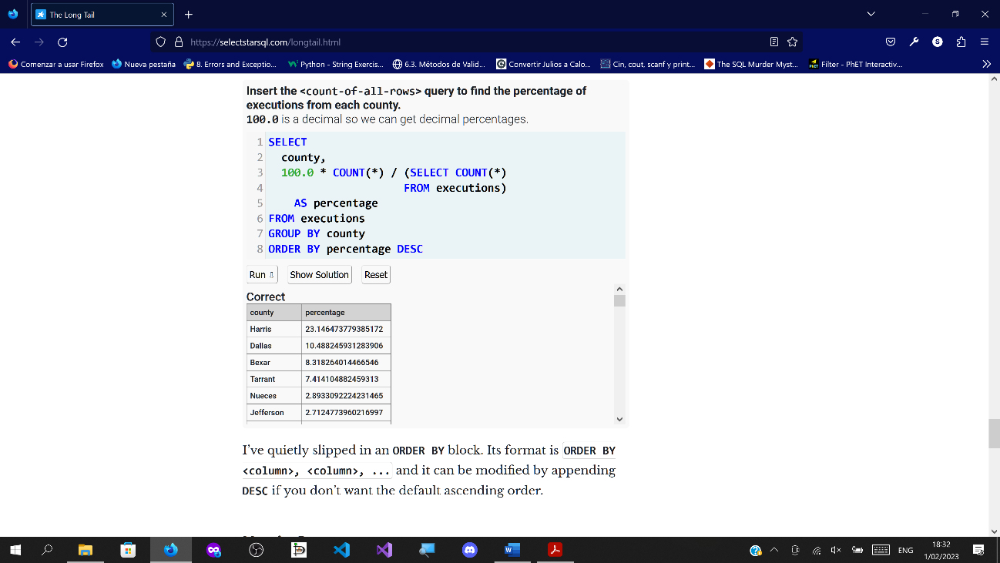 The Long Tail
https://selectstarsql.com/longtail.html
Comenzar a usar Firefox
Nueva pestaña
8. Errors and Exceptio...
Python - String Exercis...
6.3. Métodos de Valid...
Convertir Julios a Calo...
Cin, cout, scanf y print...
The SQL Murder Myst...
Filter - PhET Interactiv...
Insert the <count-of-all-rows> query to find the percentage of
executions from each county.
100.0 is a decimal so we can get decimal percentages.
1 SELECT
2 county,
3 100.0 * COUNT(*) / (SELECT COUNT(*)
4 FROM executions)
5 AS percentage
6 FROM executions
7 GROUP BY county
8 ORDER BY percentage DESC
Run ⇩ Show Solution Reset
Correct
county percentage
Harris 23.146473779385172
Dallas 10.488245931283906
Bexar 8.318264014466546
Tarrant 7.414104882459313
Nueces 2.8933092224231465
Jefferson 2.7124773960216997
I’ve quietly slipped in an ORDER BY block. Its format is ORDER BY
<column>, <column>, ... and it can be modified by appending
DESC if you don’t want the default ascending order.
ENG
18:32
1/02/2023